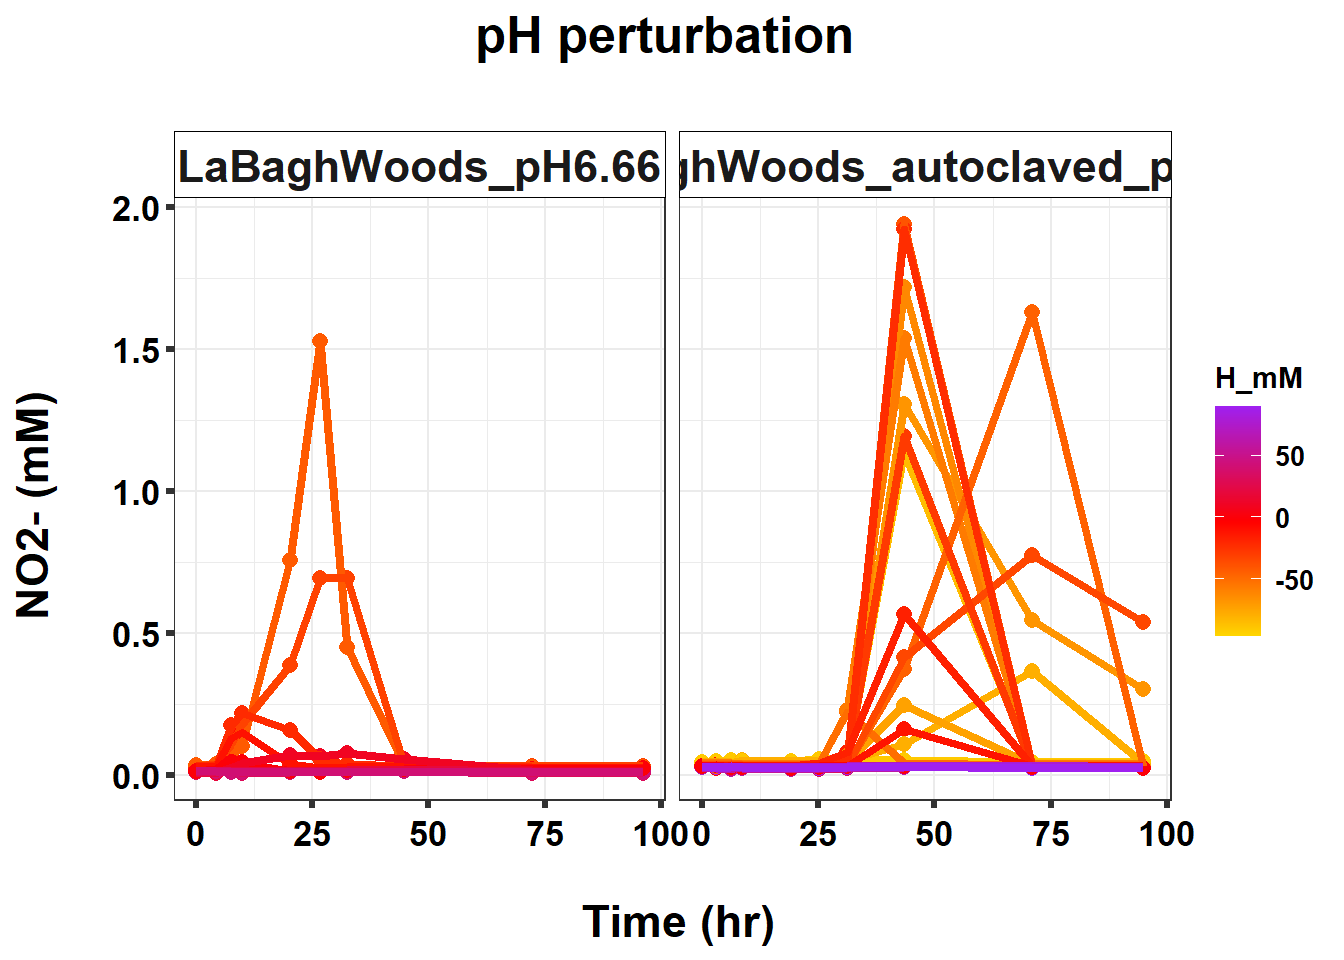 pH perturbation
LaBaghWoods_pH6.66
ghWoods_autoclaved_p
NO2- (mM)
2.0
1.5
1.0
0.5
0.0
0 25 50 75 100
0 25 50 75 100
Time (hr)
H_mM
50
0
-50